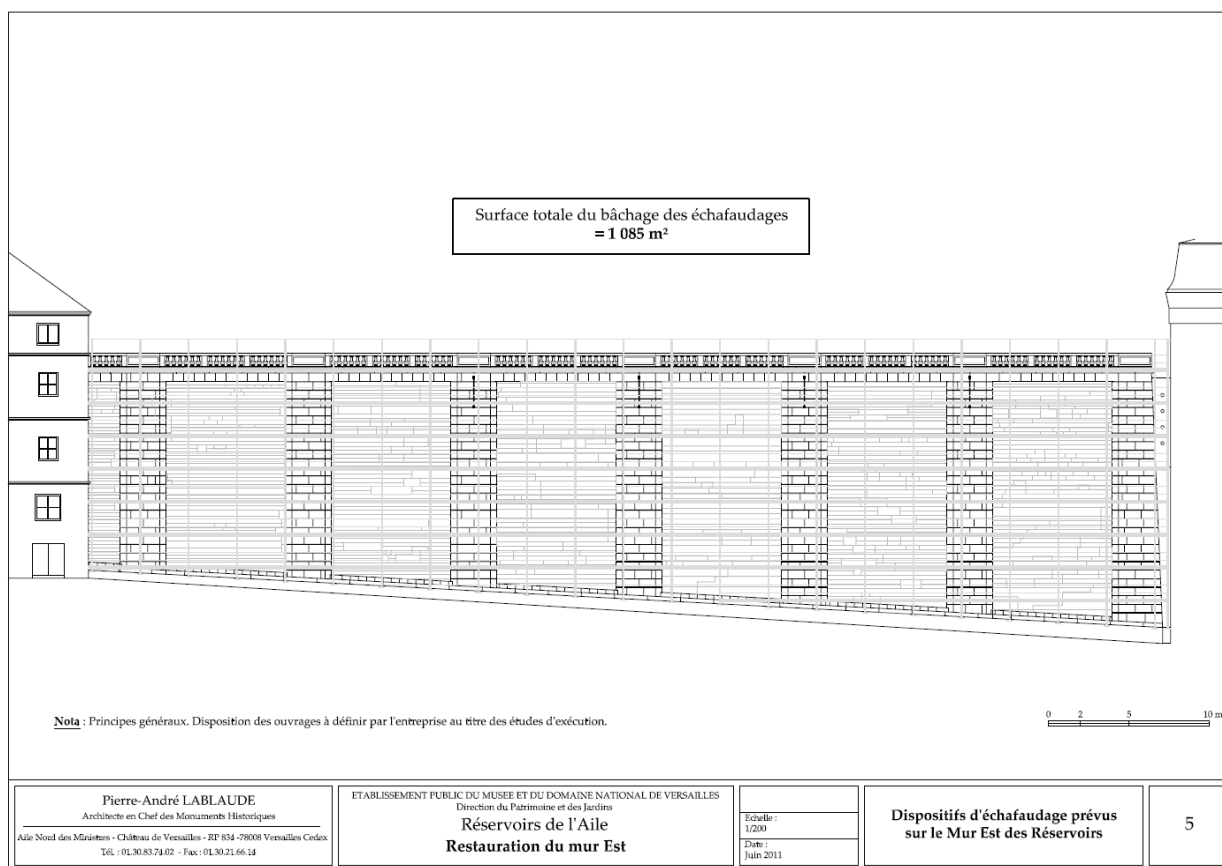 Surface totale du bâchage des échafaudages
= 1 085 m²
Nota : Principes généraux. Disposition des ouvrages à définir par l'entreprise au titre des études d'exécution.
0 2 5 10 m
Pierre-André LABLAUDE
Architecte en Chef des Monuments Historiques
Aile Nord des Ministres - Château de Versailles - RP 834 -78008 Versailles Cedex
Tél. : 01.30.83.74.02 - Fax : 01.30.21.66.14
ETABLISSEMENT PUBLIC DU MUSEE ET DU DOMAINE NATIONAL DE VERSAILLES
Direction du Patrimoine et des Jardins
Réservoirs de l'Aile
Restauration du mur Est
Echelle :
1/200
Date :
Juin 2011
Dispositifs d'échafaudage prévus
sur le Mur Est des Réservoirs
5